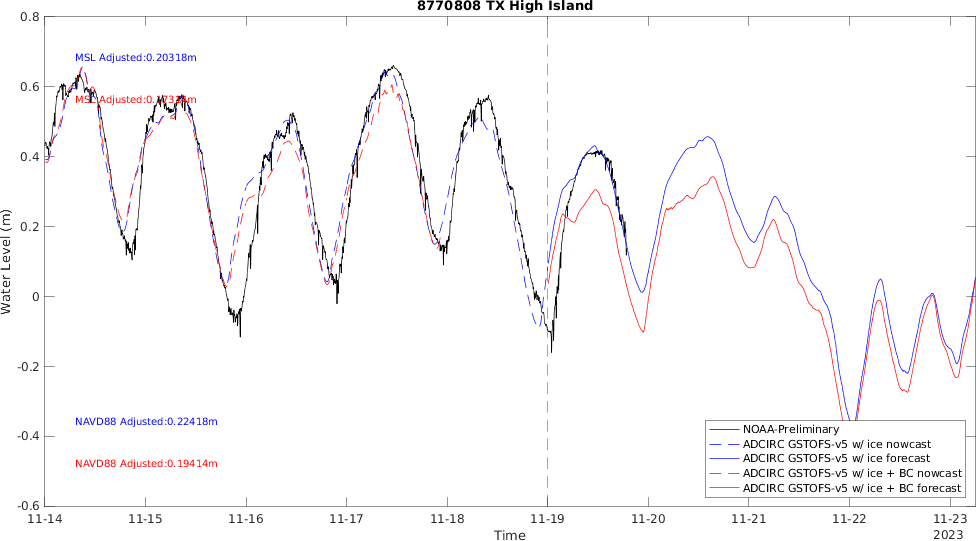 8770808 TX High Island
Water Level (m)
0.8
0.6
0.4
0.2
0
-0.2
-0.4
-0.6
MSL Adjusted:0.20318m
MSL Adjusted:
NAVD88 Adjusted:0.22418m
NAVD88 Adjusted:0.19414m
NOAA-Preliminary
ADCIRC GSTOFS-v5 w/ ice nowcast
ADCIRC GSTOFS-v5 w/ ice forecast
ADCIRC GSTOFS-v5 w/ ice + BC nowcast
ADCIRC GSTOFS-v5 w/ ice + BC forecast
11-14 11-15 11-16 11-17 11-18 11-19 11-20 11-21 11-22 11-23
Time
2023